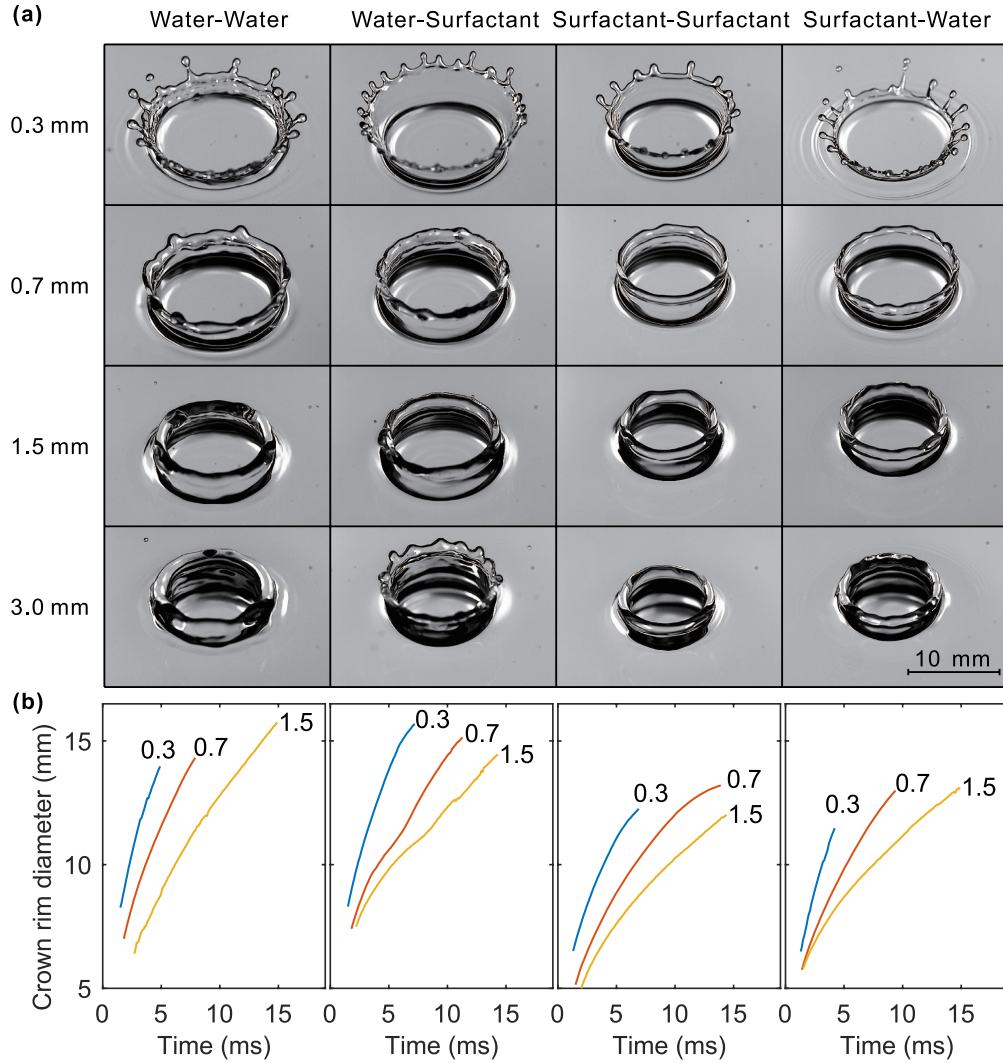 (a)
Water-Water Water-Surfactant Surfactant-Surfactant Surfactant-Water
0.3 mm
0.7 mm
1.5 mm
3.0 mm
10 mm
(b)
Crown rim diameter (mm)
15
10
5
0.3 0.7 1.5
0.3 0.7 1.5
0.3 0.7 1.5
0.3 0.7 1.5
0 5 10 15 0 5 10 15 0 5 10 15 0 5 10 15
Time (ms) Time (ms) Time (ms) Time (ms)